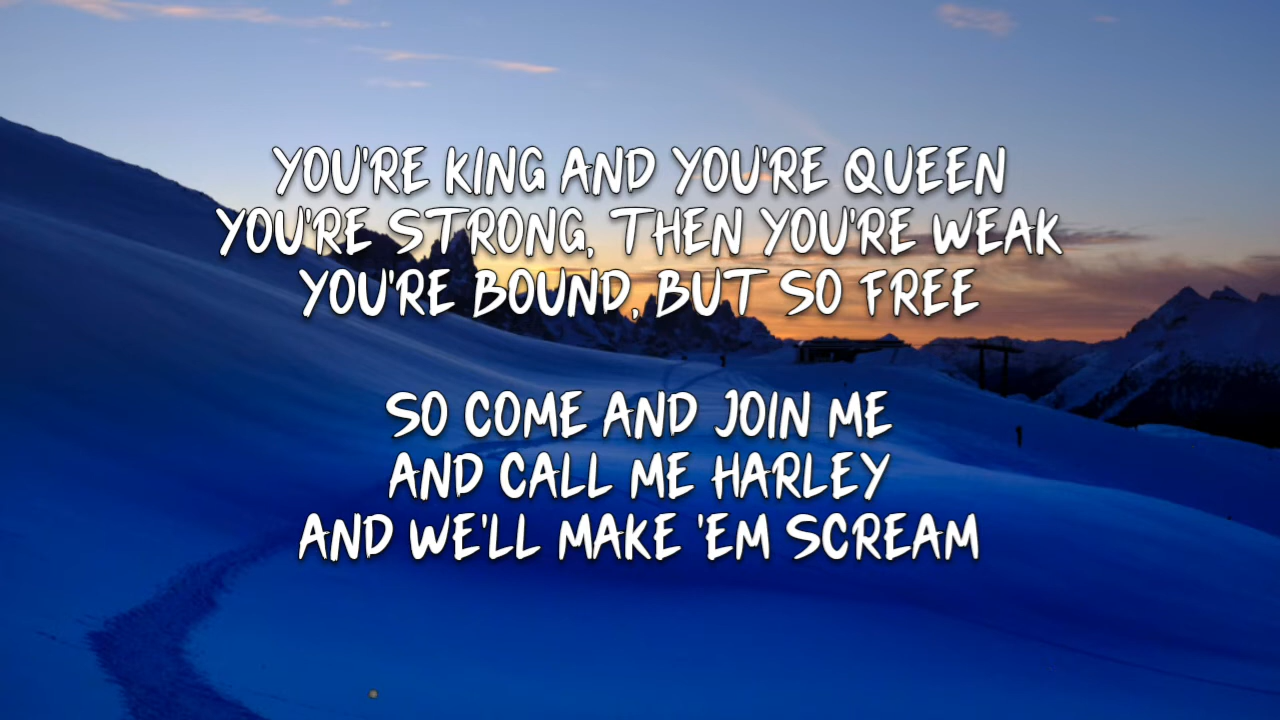 YOU'RE KING AND YOU'RE QUEEN
YOU'RE STRONG, THEN YOU'RE WEAK
YOU'RE BOUND, BUT SO FREE
SO COME AND JOIN ME
AND CALL ME HARLEY
AND WE'LL MAKE 'EM SCREAM